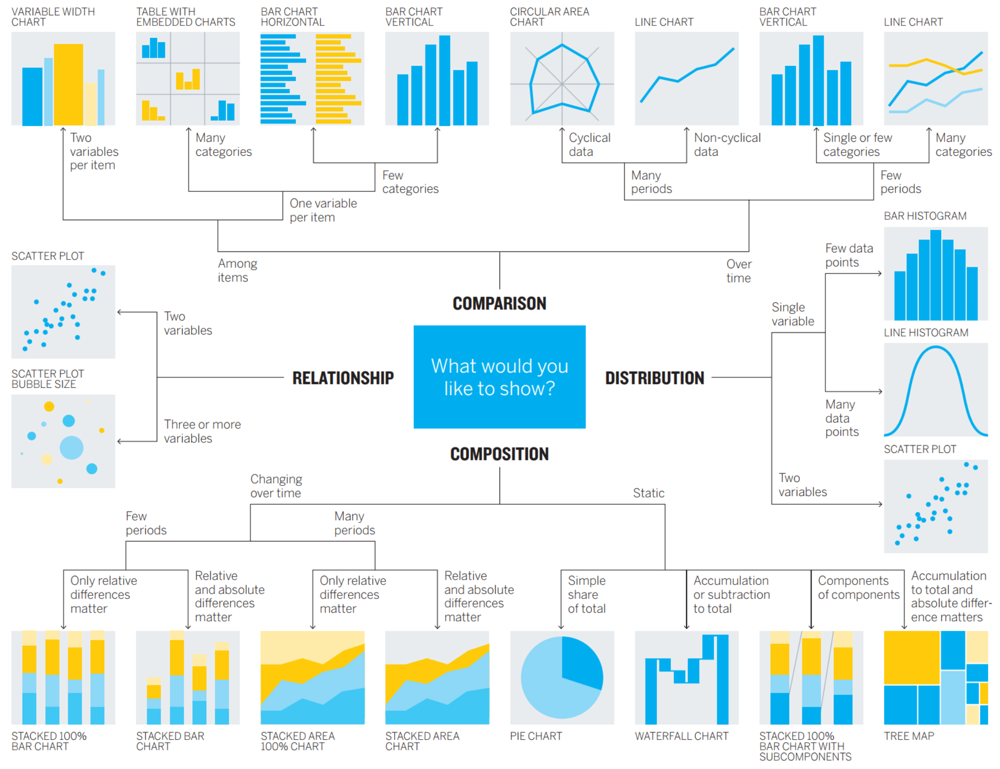 VARIABLE WIDTH
CHART
TABLE WITH
EMBEDDED CHARTS
BAR CHART
HORIZONTAL
BAR CHART
VERTICAL
CIRCULAR AREA
CHART
LINE CHART
BAR CHART
VERTICAL
LINE CHART
Two
variables
per item
Many
categories
Few
categories
One variable
per item
Cyclical
data
Non-cyclical
data
Many
periods
Single or few
categories
Many
categories
Few
periods
Among
items
Over
time
COMPARISON
What would you
like to show?
SCATTER PLOT
Two
variables
RELATIONSHIP
SCATTER PLOT
BUBBLE SIZE
Three or more
variables
DISTRIBUTION
Single
variable
Few data
points
BAR HISTOGRAM
LINE HISTOGRAM
Many
data
points
SCATTER PLOT
Two
variables
COMPOSITION
Changing
over time
Static
Few
periods
Many
periods
Only relative
differences
matter
Relative
and absolute
differences
matter
Only relative
differences
matter
Relative
and absolute
differences
matter
Simple
share
of total
Accumulation
or subtraction
to total
Components
of components
Accumulation
to total and
absolute differ-
ence matters
STACKED 100%
BAR CHART
STACKED BAR
CHART
STACKED AREA
100% CHART
STACKED AREA
CHART
PIE CHART
WATERFALL CHART
STACKED 100%
BAR CHART WITH
SUBCOMPONENTS
TREE MAP